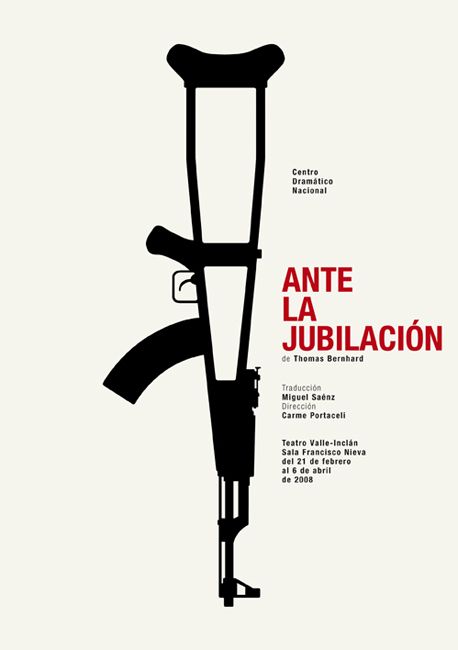 Centro
Dramático
Nacional
ANTE
LA
JUBILACIÓN
de Thomas Bernhard
Traducción
Miguel Saénz
Dirección
Carme Portaceli
Teatro Valle-Inclán
Sala Francisco Nieva
del 21 de febrero
al 6 de abril
de 2008